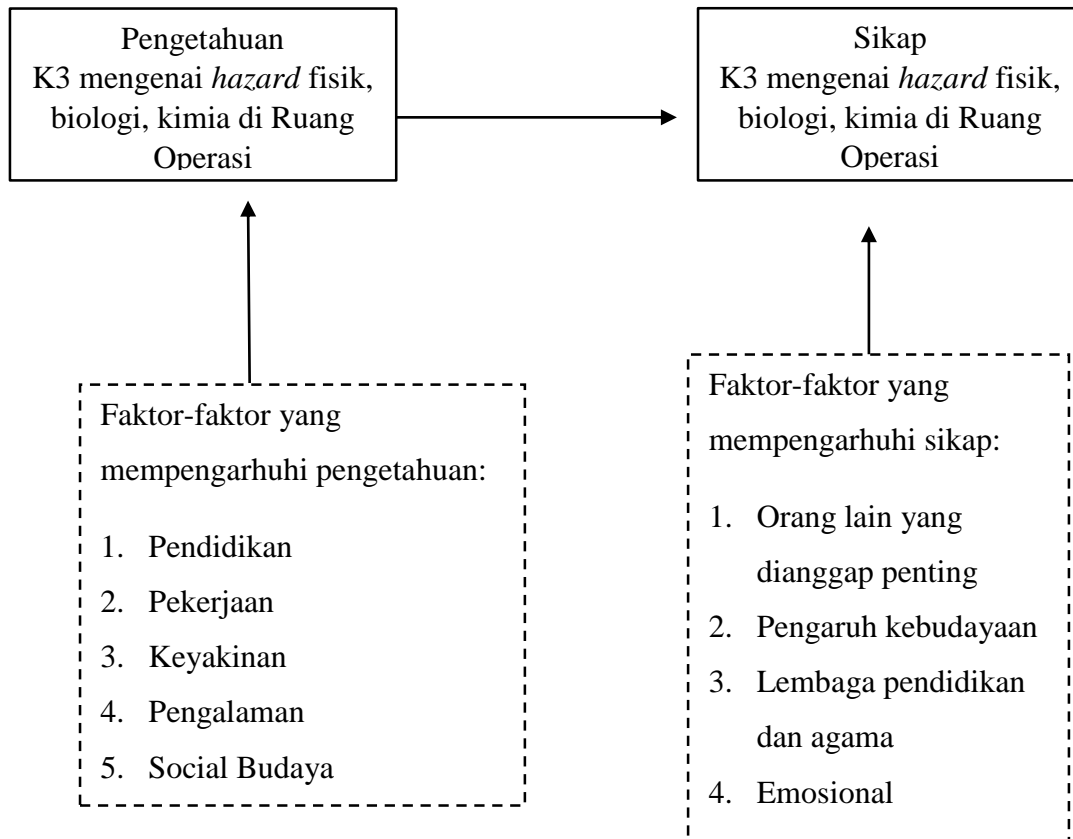 Pengetahuan
K3 mengenai hazard fisik,
biologi, kimia di Ruang
Operasi
Sikap
K3 mengenai hazard fisik,
biologi, kimia di Ruang
Operasi
Faktor-faktor yang
mempengarhuhi pengetahuan:
1. Pendidikan
2. Pekerjaan
3. Keyakinan
4. Pengalaman
5. Social Budaya
Faktor-faktor yang
mempengarhuhi sikap:
1. Orang lain yang
dianggap penting
2. Pengaruh kebudayaan
3. Lembaga pendidikan
dan agama
4. Emosional